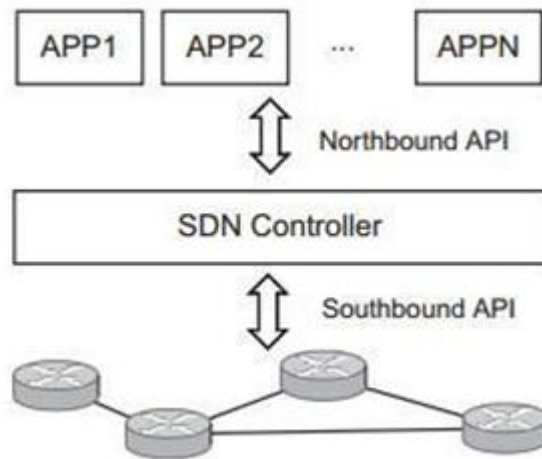 APP1 APP2 ... APPN
Northbound API
SDN Controller
Southbound API